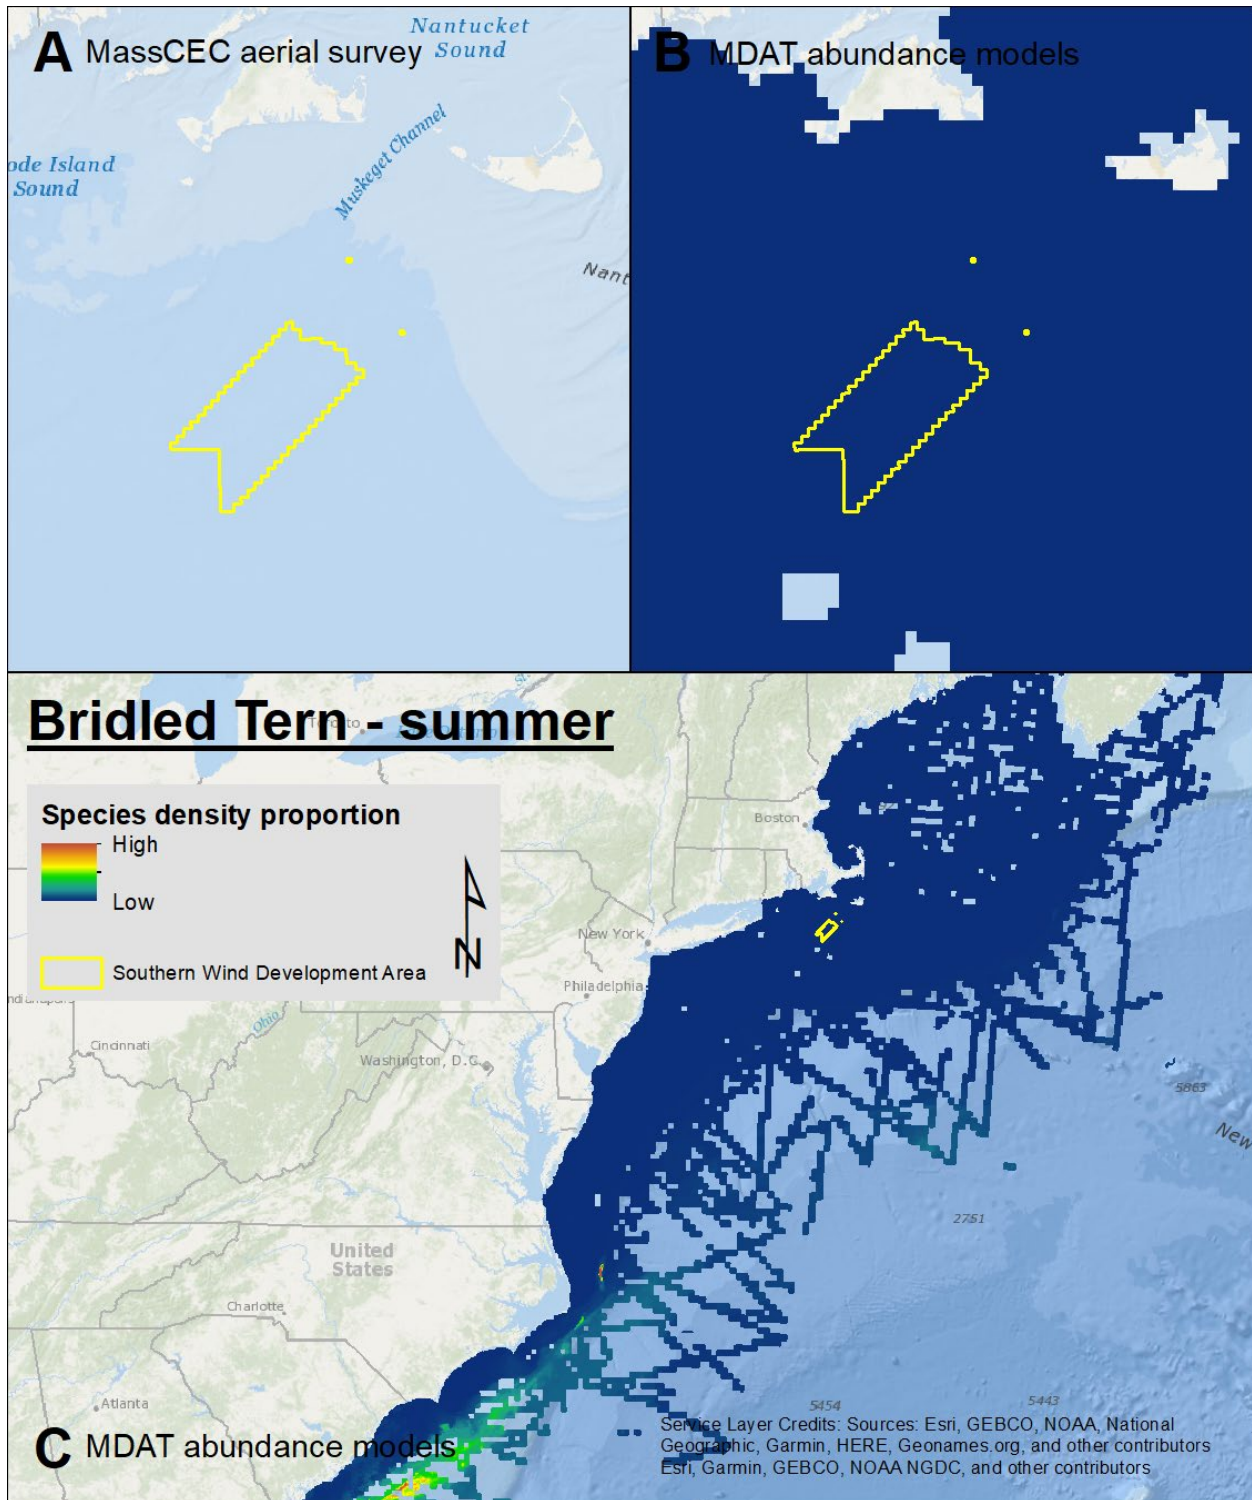 A MassCEC aerial survey
Nantucket
Sound
ode Island
Sound
Muskeget Channel
Nant
B MDAT abundance models
Bridled Tern - summer
Species density proportion
High
Low
Southern Wind Development Area
N
Boston
New York
Philadelphia
Cincinnati
Ohio
Washington, D.C.
5863
New
2751
United
States
Charlotte
Atlanta
5454
5443
C MDAT abundance models
Service Layer Credits: Sources: Esri, GEBCO, NOAA, National
Geographic, Garmin, HERE, Geonames.org, and other contributors
Esri, Garmin, GEBCO, NOAA NGDC, and other contributors